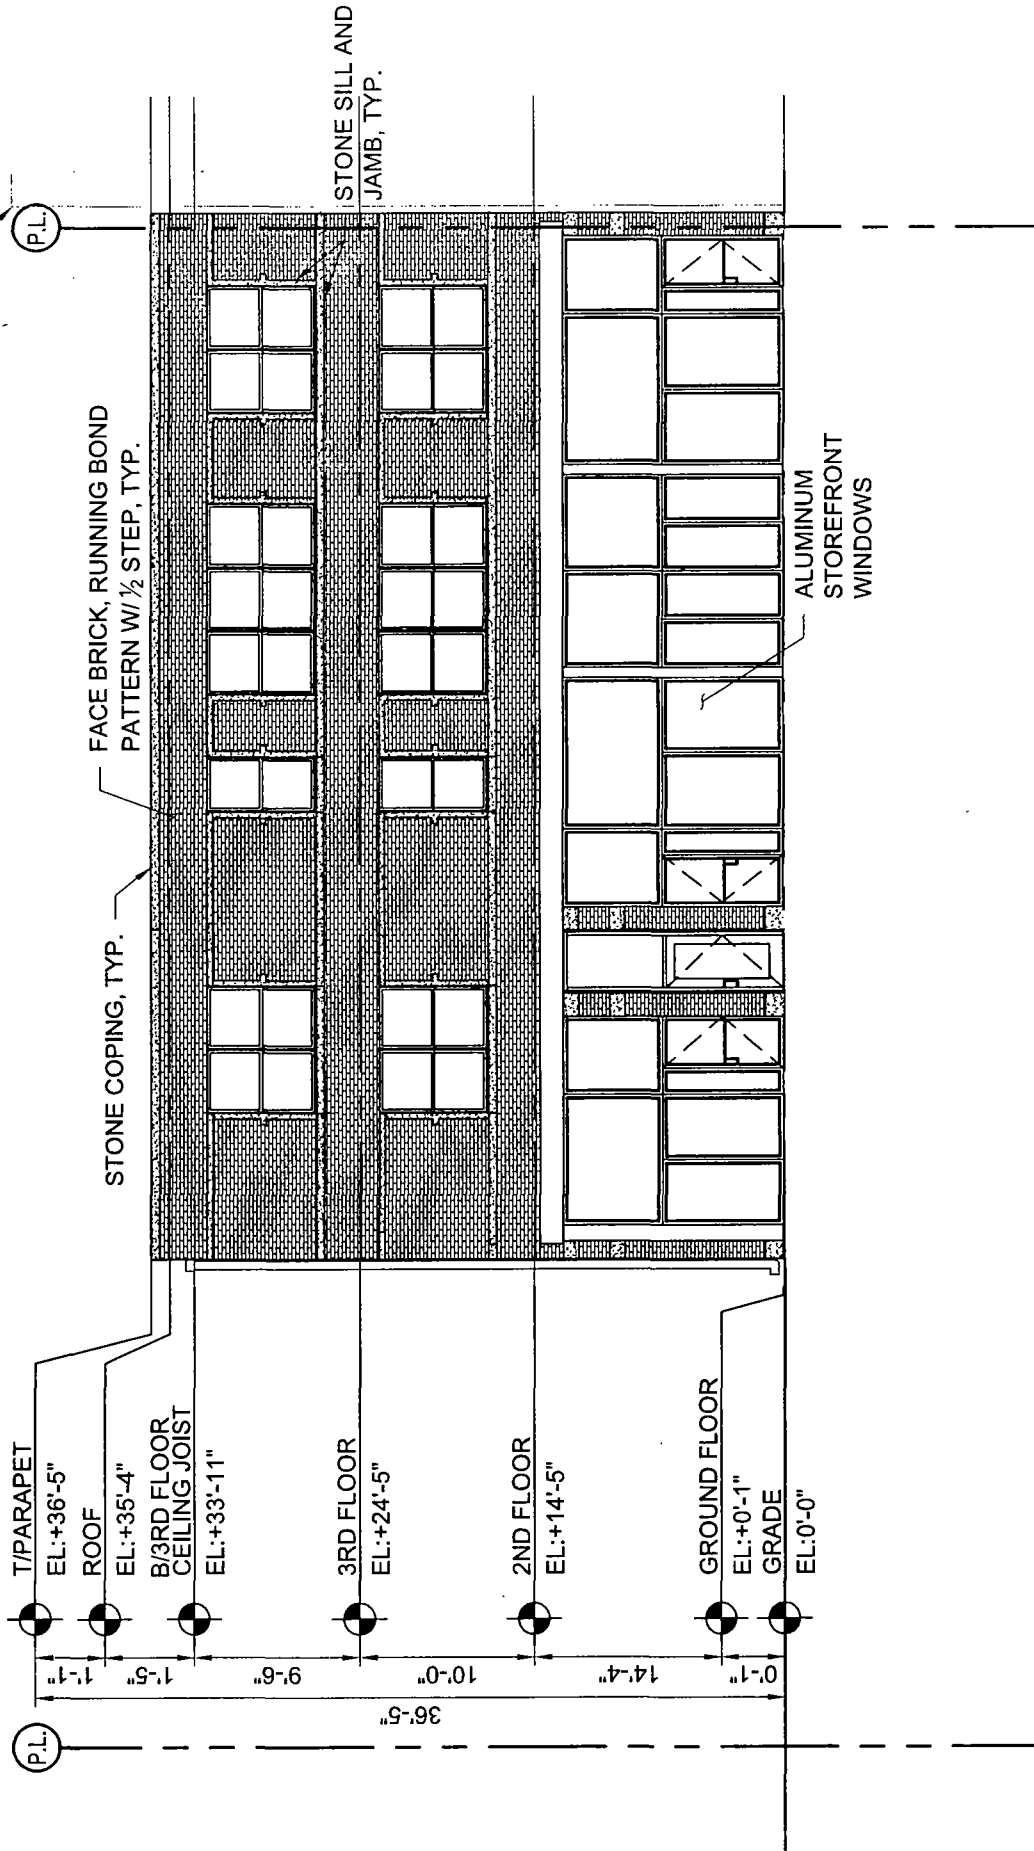 P.L.
T/PARAPET
EL:+36'-5"
ROOF
EL:+35'-4"
B/3RD FLOOR
CEILING JOIST
EL:+33'-11"
3RD FLOOR
EL:+24'-5"
2ND FLOOR
EL:+14'-5"
GROUND FLOOR
EL:+0'-1"
GRADE
EL:0'-0"
1'-1"
1'-5"
9'-6"
10'-0"
14'-4"
0'-1"
36'-5"
STONE COPING, TYP.
FACE BRICK, RUNNING BOND
PATTERN W/ ½ STEP, TYP.
P.L.
STONE SILL AND
JAMB, TYP.
ALUMINUM
STOREFRONT
WINDOWS